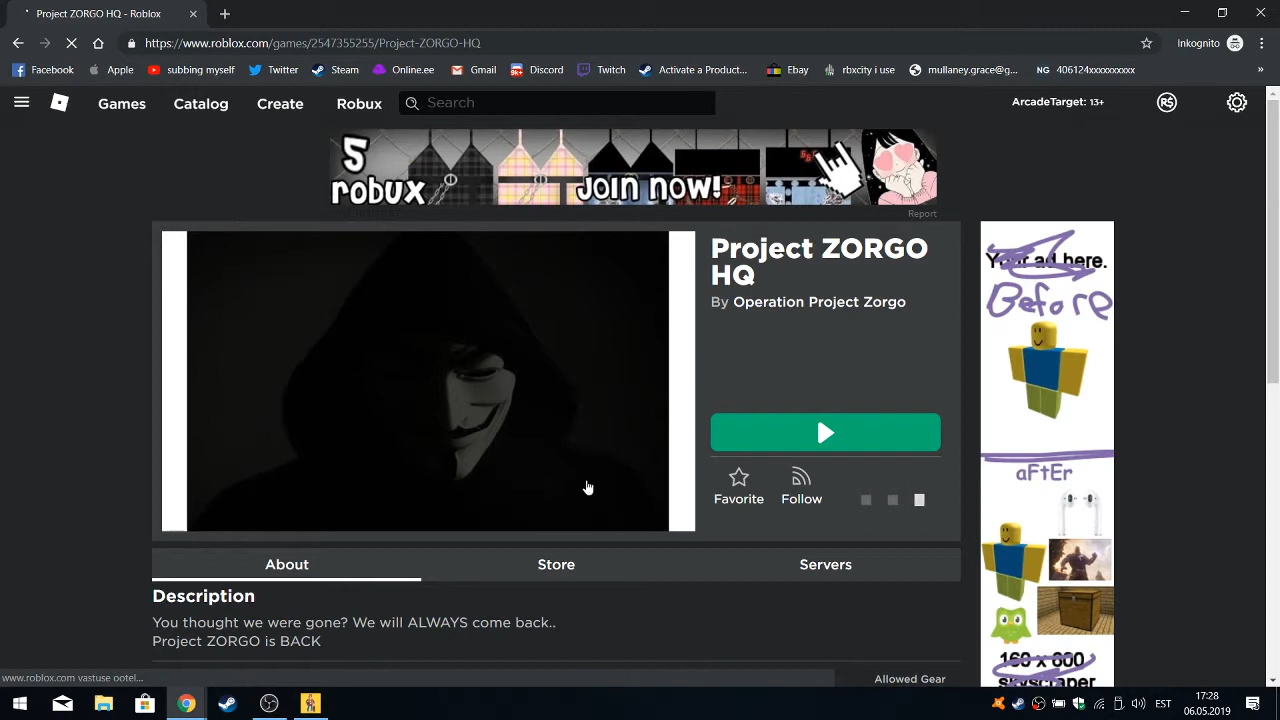 Project ZORGO HQ - Roblox
https://www.roblox.com/games/2547355255/Project-ZORGO-HQ
Inkognito
Facebook Apple subbing myself Twitter Steam Online.ee Gmail Discord Twitch Activate a Product... Ebay rbxcity i use mullaney.grace@g... NG 406124xxxxxxxxx »
Games Catalog Create Robux Search ArcadeTarget: 13+
5
robux
JOIN NOW!
Report
Project ZORGO
HQ
By Operation Project Zorgo
Your ad here.
Before
Favorite Follow
aFtEr
About Store Servers
Description
You thought we were gone? We will ALWAYS come back..
Project ZORGO is BACK
160 x 600
skyscraper
www.roblox.com vastuse ootel...
Allowed Gear
EST
17:28
06.05.2019